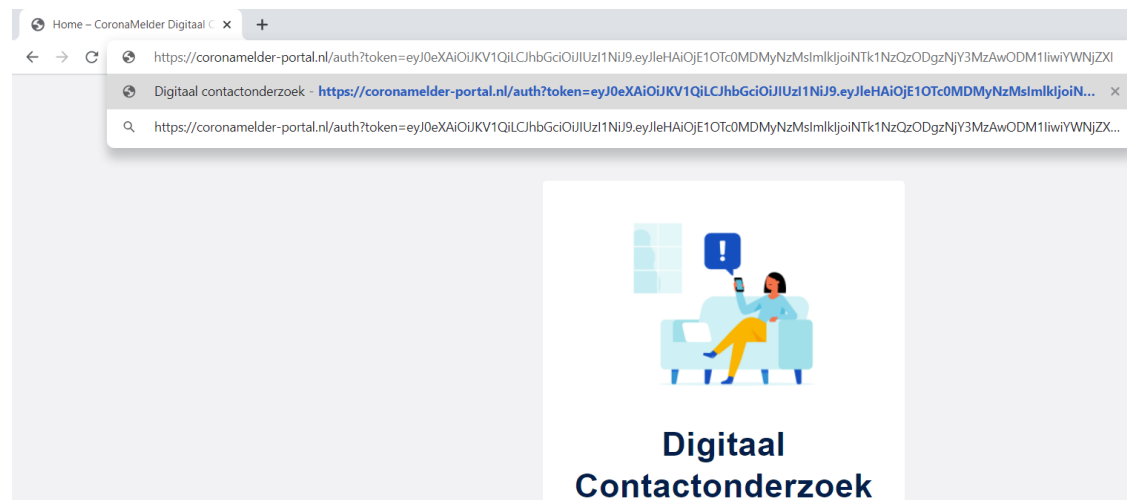 Home – CoronaMelder Digitaal C
https://coronamelder-portal.nl/auth?token=eyJ0eXAiOiJKV1QiLCJhbGciOiJIUzI1NiJ9.eyJleHAiOjE1OTc0MDMyNzMsImlkIjoiNTk1NzQzODgzNjY3MzAwODM1IiwiYWNjZXI
Digitaal contactonderzoek - https://coronamelder-portal.nl/auth?token=eyJ0eXAiOiJKV1QiLCJhbGciOiJIUzI1NiJ9.eyJleHAiOjE1OTc0MDMyNzMsImlkIjoiN...
https://coronamelder-portal.nl/auth?token=eyJ0eXAiOiJKV1QiLCJhbGciOiJIUzI1NiJ9.eyJleHAiOjE1OTc0MDMyNzMsImlkIjoiNTk1NzQzODgzNjY3MzAwODM1IiwiYWNjZX...
!
Digitaal
Contactonderzoek